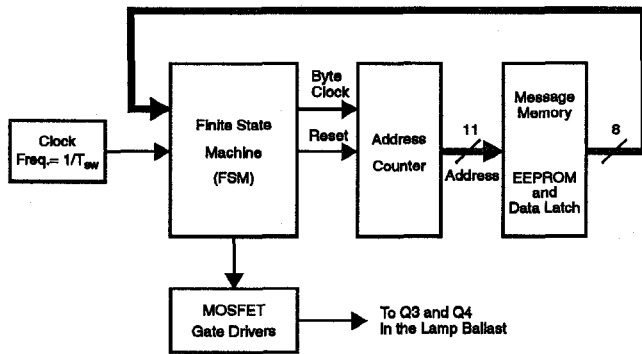 Clock
Freq.= 1/Tsw
Finite State
Machine
(FSM)
Byte
Clock
Reset
Address
Counter
11
Address
Message
Memory
EEPROM
and
Data Latch
8
MOSFET
Gate Drivers
To Q3 and Q4
In the Lamp Ballast